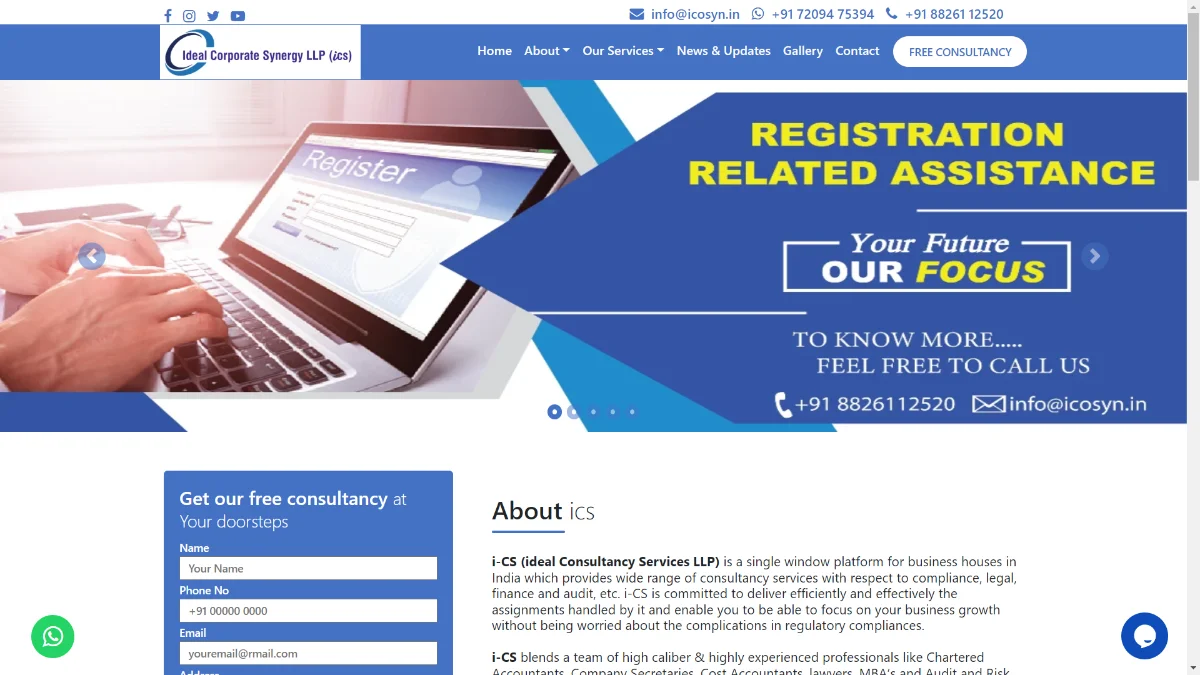 info@icosyn.in +91 72094 75394 +91 88261 12520
Ideal Corporate Synergy LLP (ics)
Home About Our Services News & Updates Gallery Contact FREE CONSULTANCY
Register
REGISTRATION
RELATED ASSISTANCE
Your Future
OUR FOCUS
TO KNOW MORE.....
FEEL FREE TO CALL US
+91 8826112520 info@icosyn.in
Get our free consultancy at
Your doorsteps
Name
Your Name
Phone No
+91 00000 0000
Email
youremail@rmail.com
Address
About ics
i-CS (ideal Consultancy Services LLP) is a single window platform for business houses in
India which provides wide range of consultancy services with respect to compliance, legal,
finance and audit, etc. i-CS is committed to deliver efficiently and effectively the
assignments handled by it and enable you to be able to focus on your business growth
without being worried about the complications in regulatory compliances.
i-CS blends a team of high caliber & highly experienced professionals like Chartered
Accountants, Company Secretaries, Cost Accountants, lawyers, MBA's and Audit and Risk